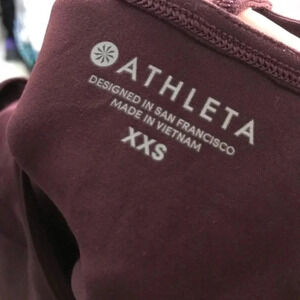 ATHLETA
DESIGNED IN SAN FRANCISCO
MADE IN VIETNAM
XXS